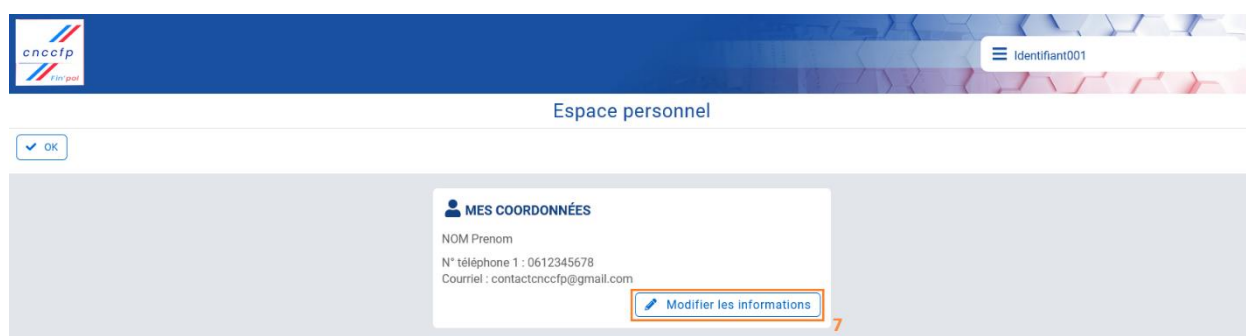 cnccfp
Fin'pol
Identifiant001
Espace personnel
OK
MES COORDONNÉES
NOM Prenom
N° téléphone 1 : 0612345678
Courriel : contactcnccfp@gmail.com
Modifier les informations
7